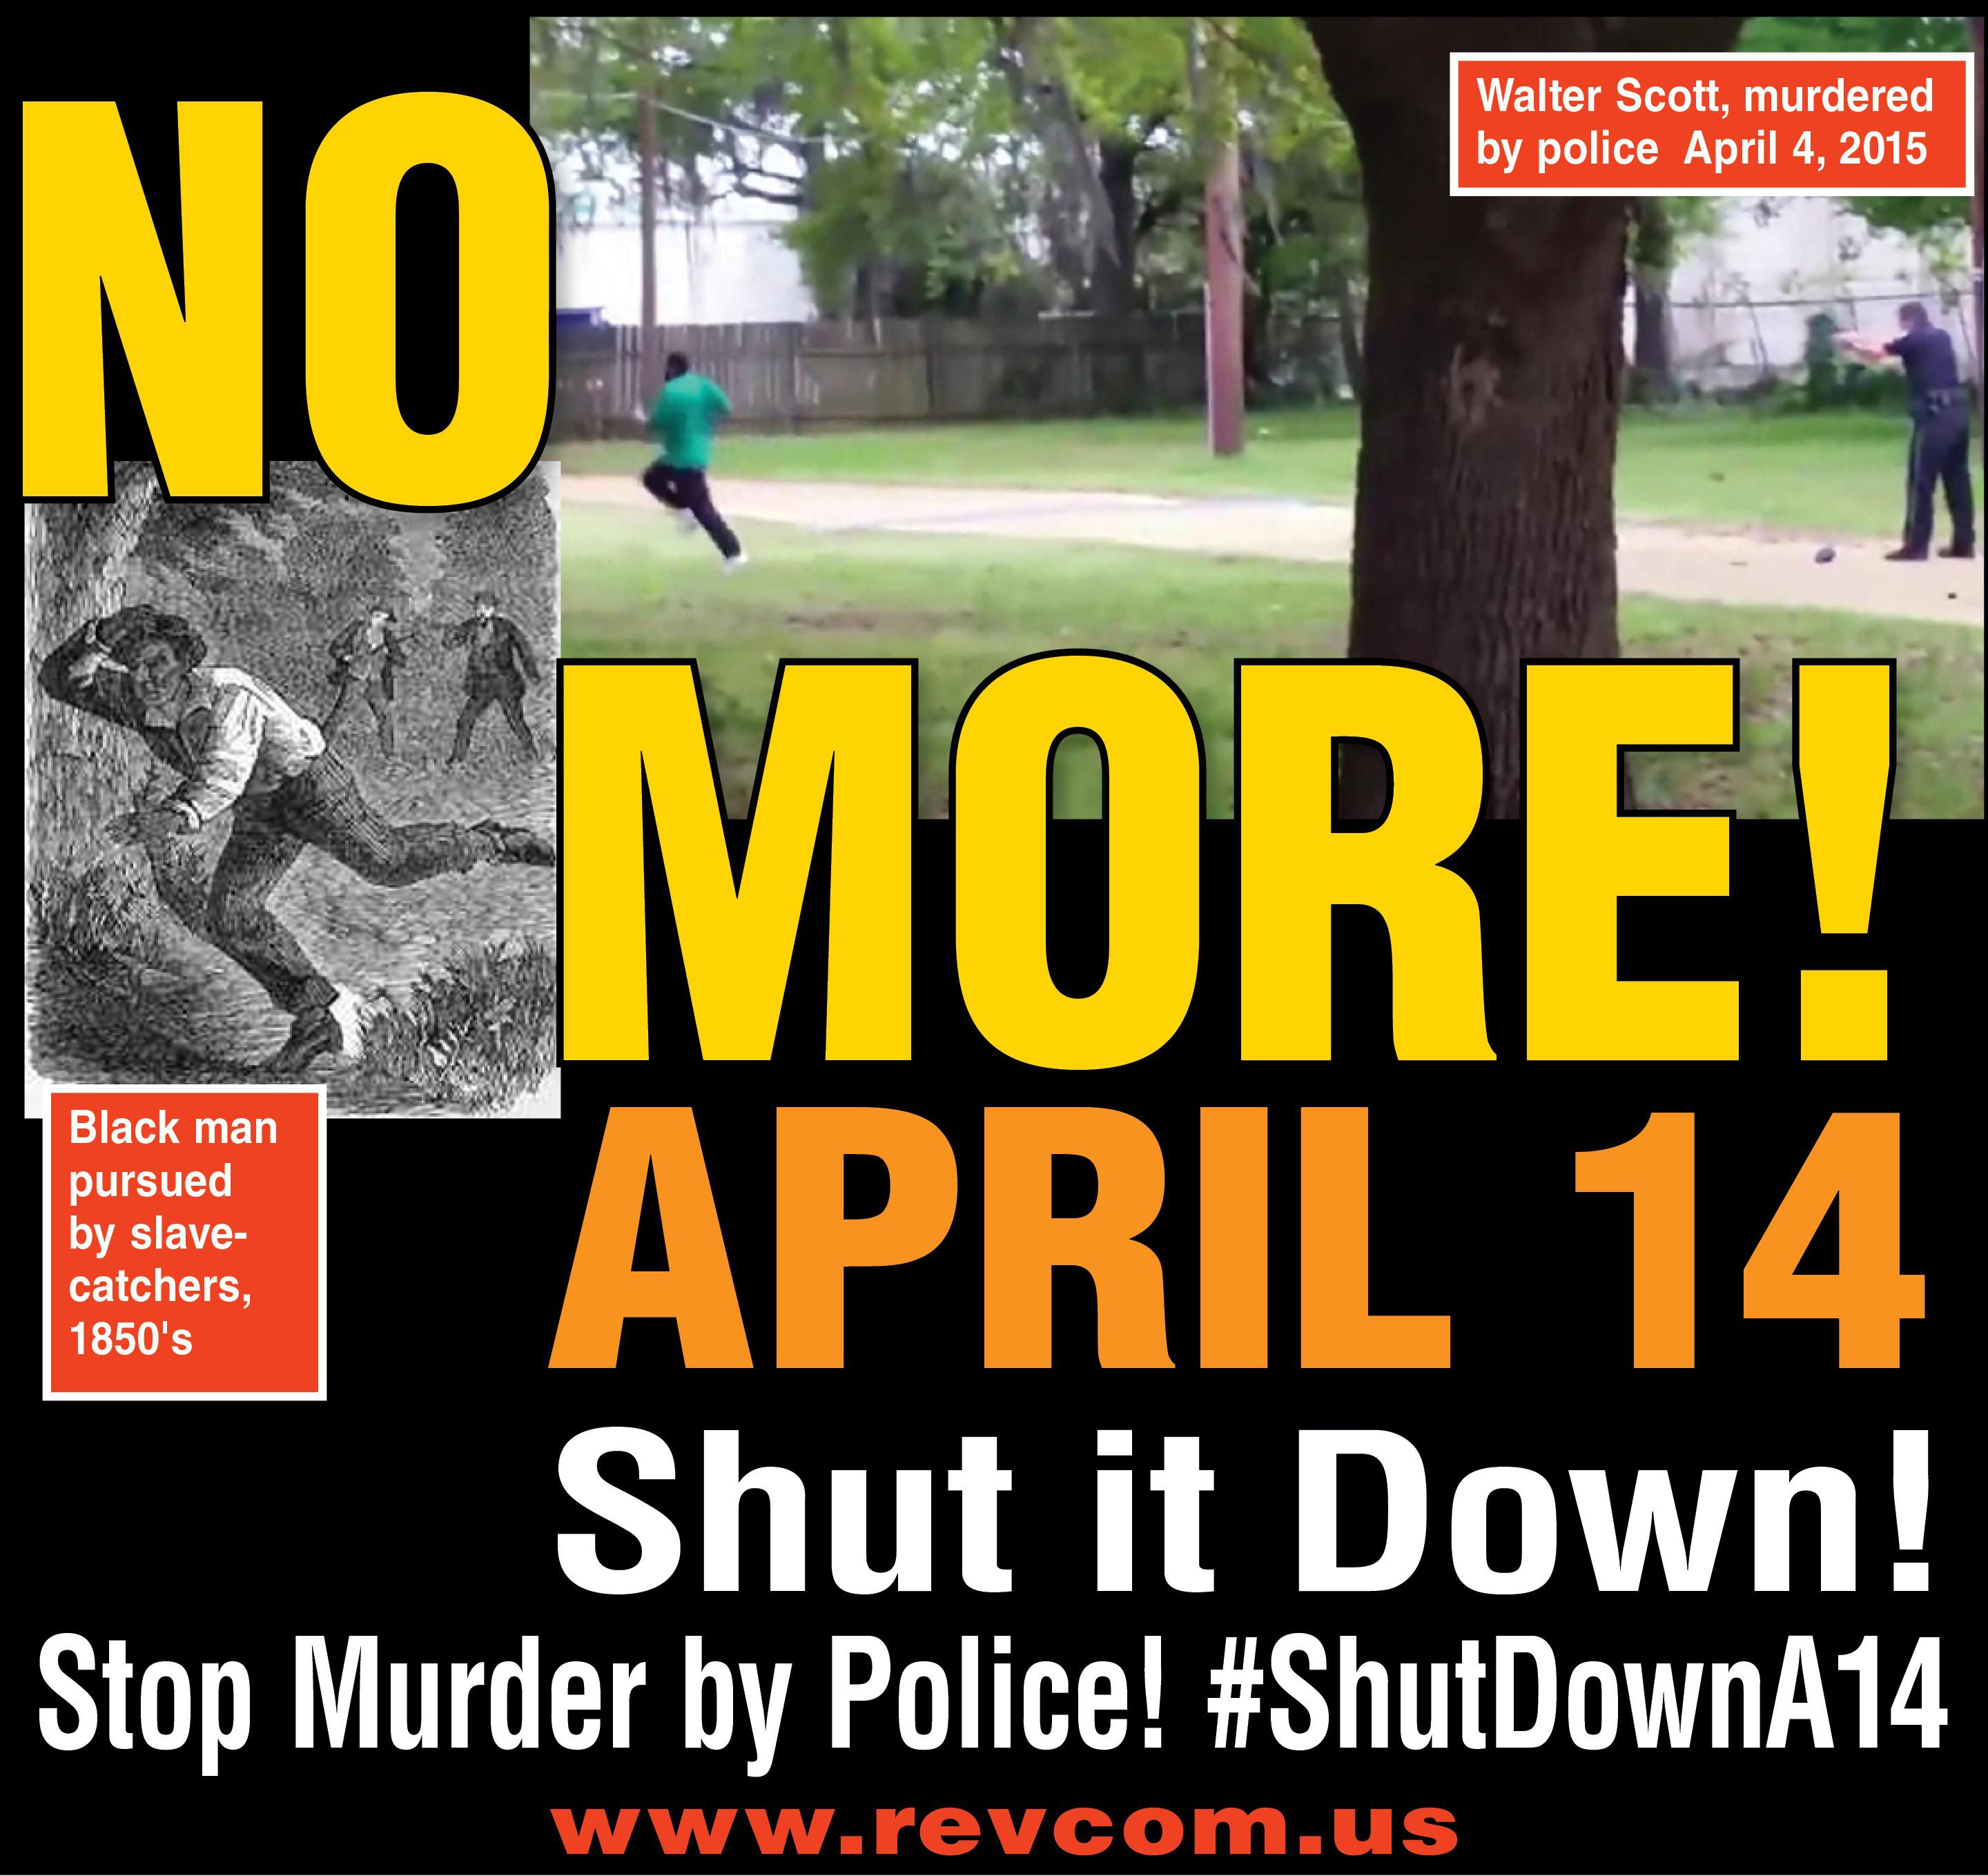 NO
Walter Scott, murdered
by police  April 4, 2015
MORE!
Black man
pursued
by slave-
catchers,
1850's
APRIL 14
Shut it Down!
Stop Murder by Police! #ShutDownA14
www.revcom.us